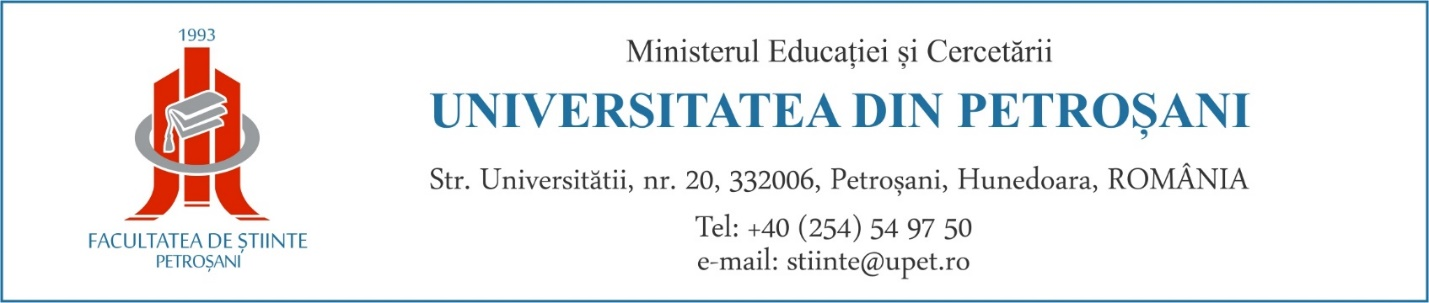 1993
FACULTATEA DE ȘTIINTE
PETROȘANI
Ministerul Educației și Cercetării
UNIVERSITATEA DIN PETROȘANI
Str. Universitătii, nr. 20, 332006, Petroșani, Hunedoara, ROMÂNIA
Tel: +40 (254) 54 97 50
e-mail: stiinte@upet.ro